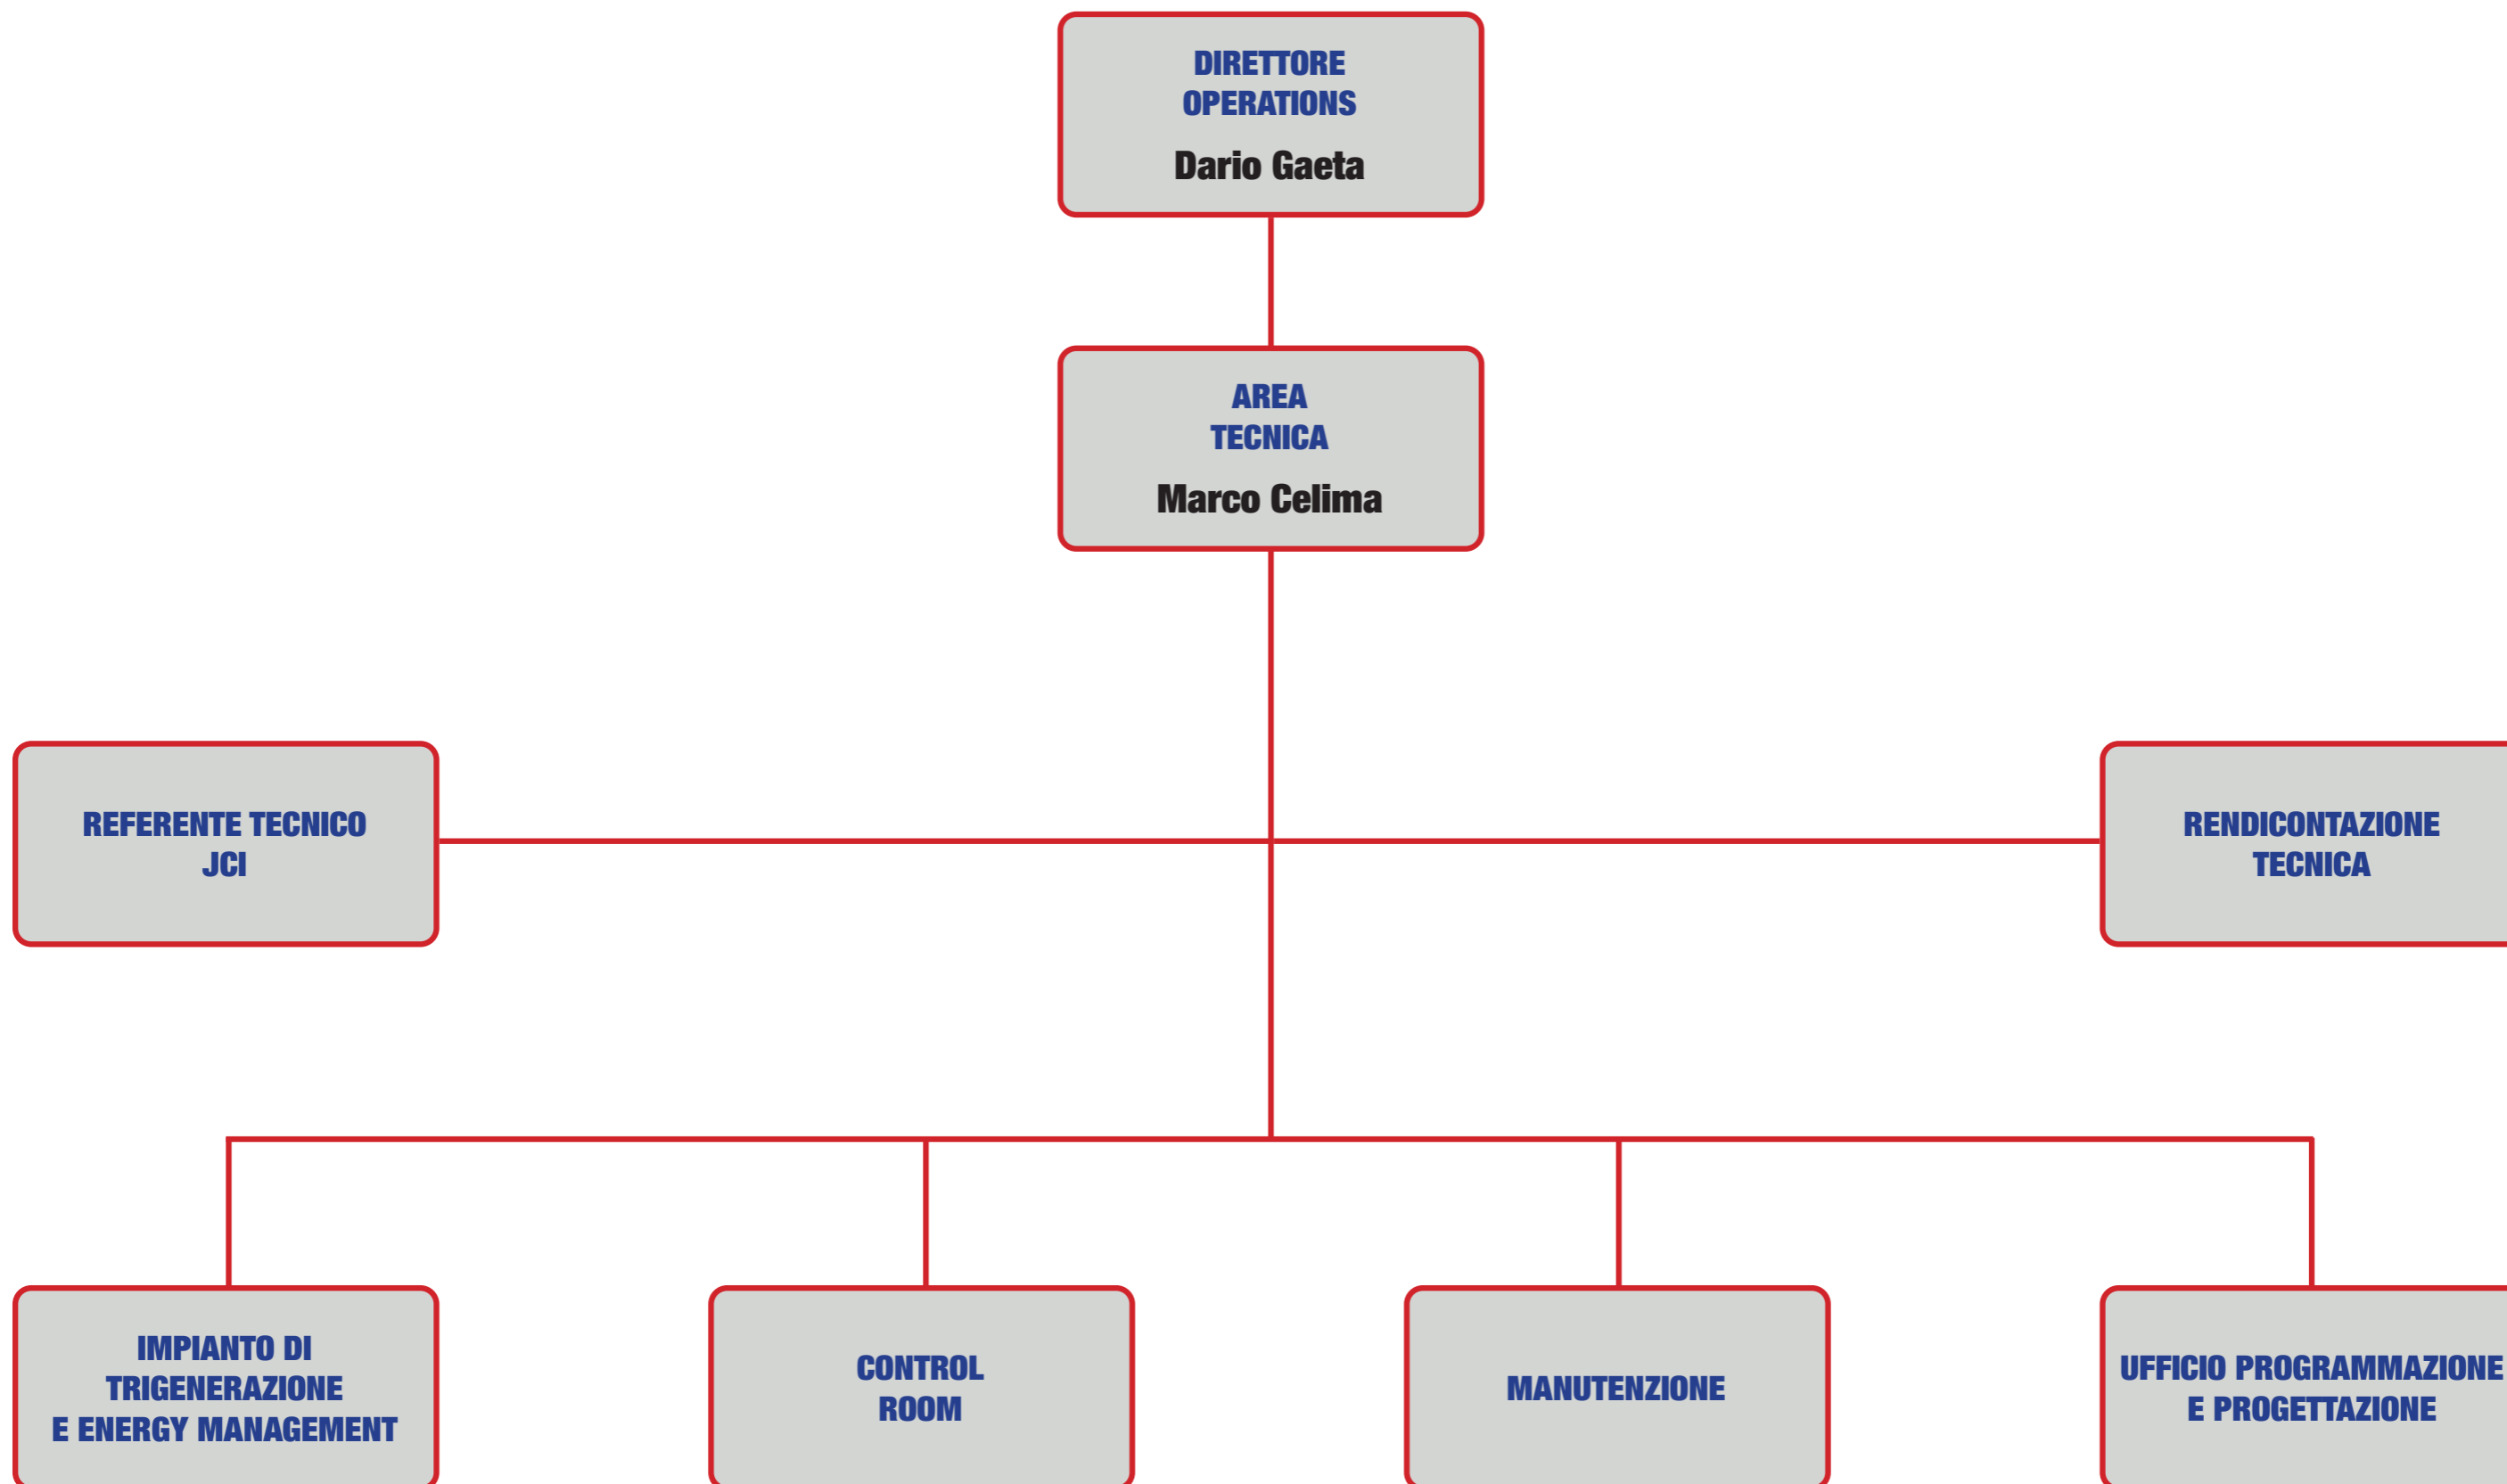 DIRETTORE
OPERATIONS
Dario Gaeta
AREA
TECNICA
Marco Celima
REFERENTE TECNICO
JCI
RENDICONTAZIONE
TECNICA
IMPIANTO DI
TRIGENERAZIONE
E ENERGY MANAGEMENT
CONTROL
ROOM
MANUTENZIONE
UFFICIO PROGRAMMAZIONE
E PROGETTAZIONE